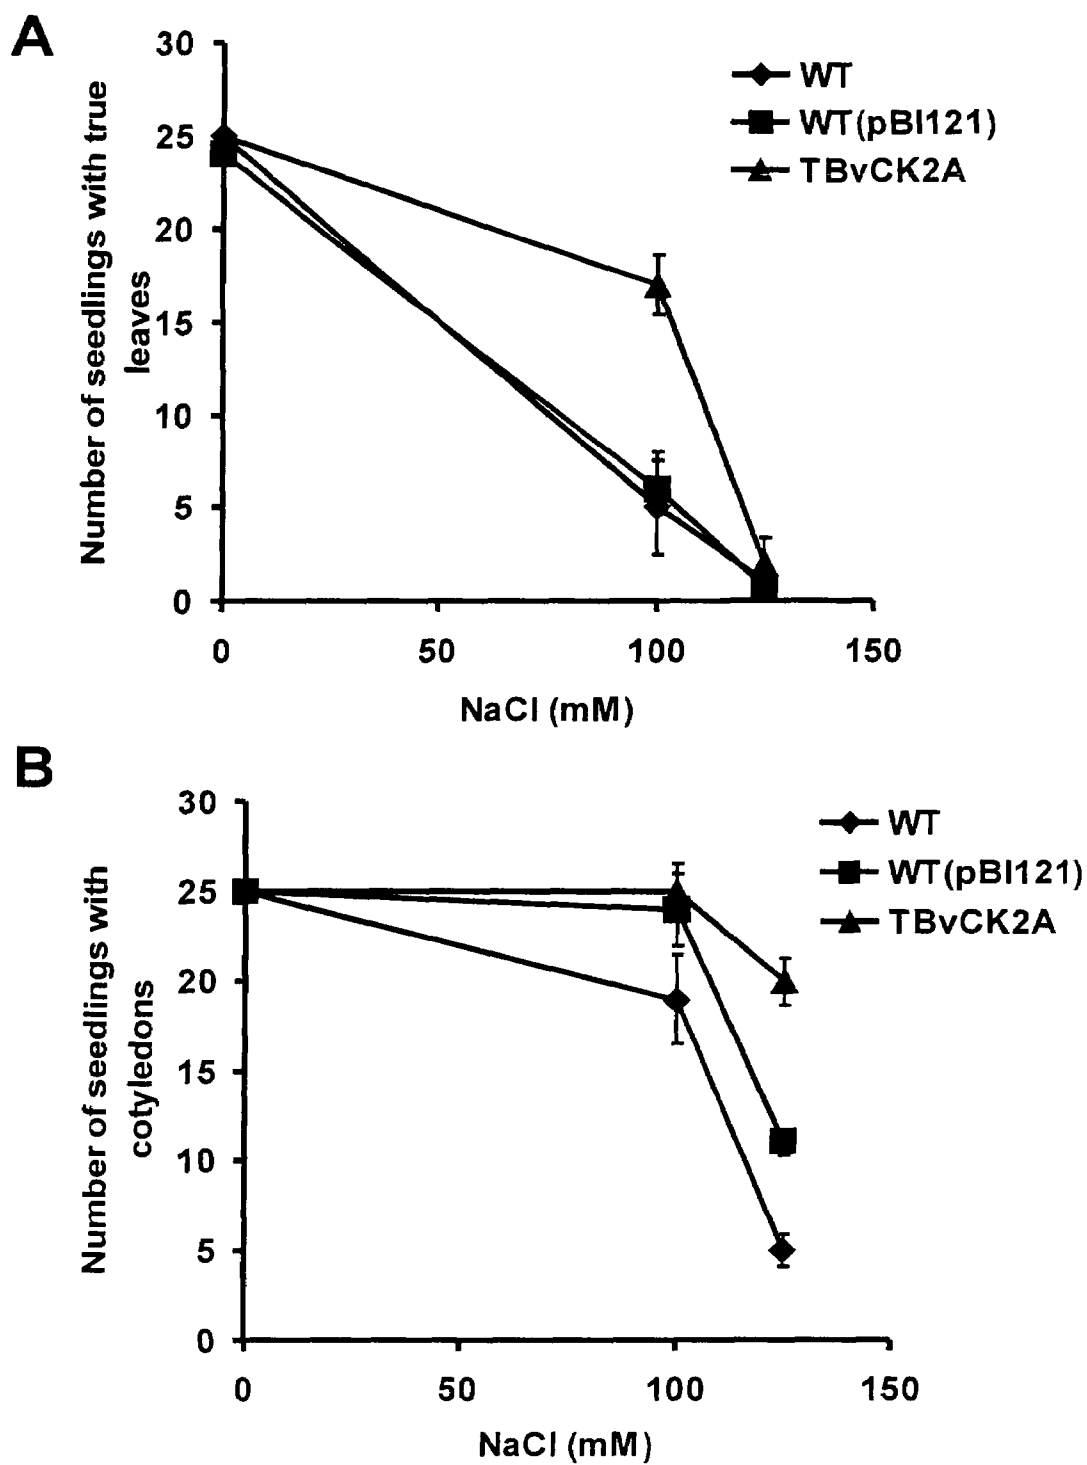 A
30
25
20
15
10
5
0
Number of seedlings with true
leaves
WT
WT(pBI121)
TBvCK2A
0 50 100 150
NaCl (mM)
B
30
25
20
15
10
5
0
Number of seedlings with
cotyledons
WT
WT(pBI121)
TBvCK2A
0 50 100 150
NaCl (mM)